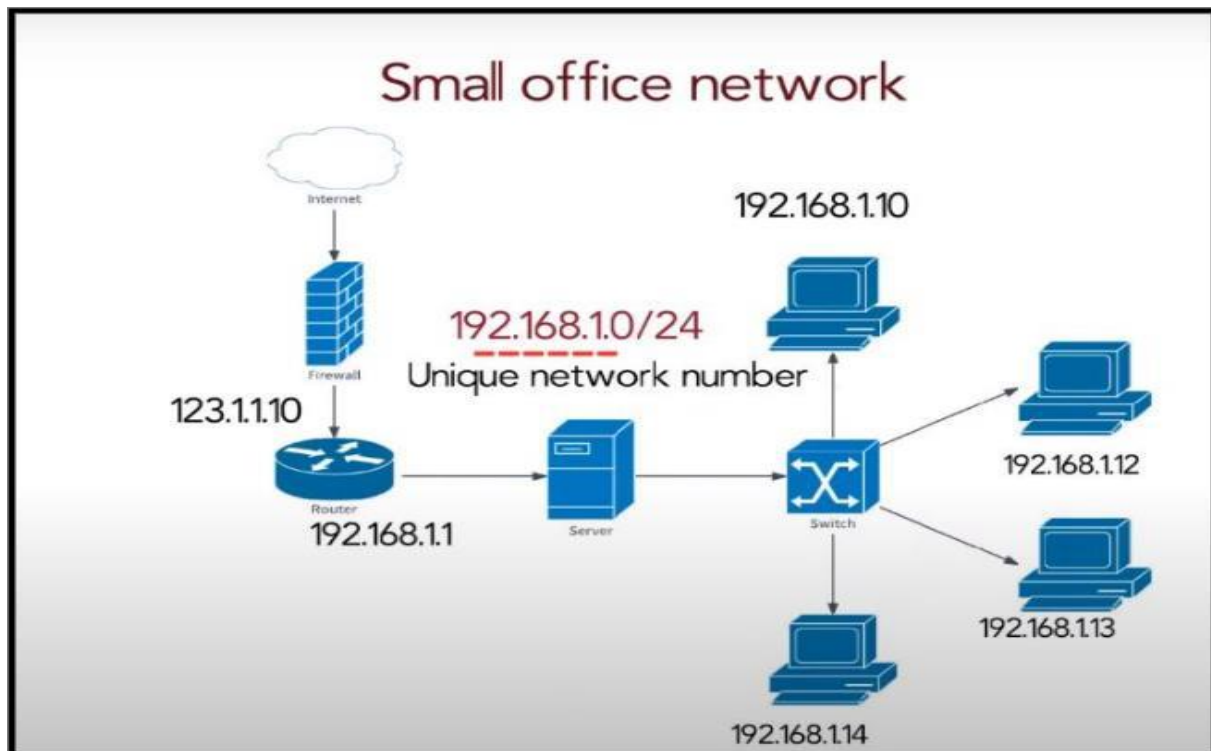 Small office network
Internet
192.168.1.10
192.168.1.0/24
Unique network number
Firewall
123.1.1.10
192.168.1.12
Router
192.168.1.1
Server
Switch
192.168.1.13
192.168.1.14